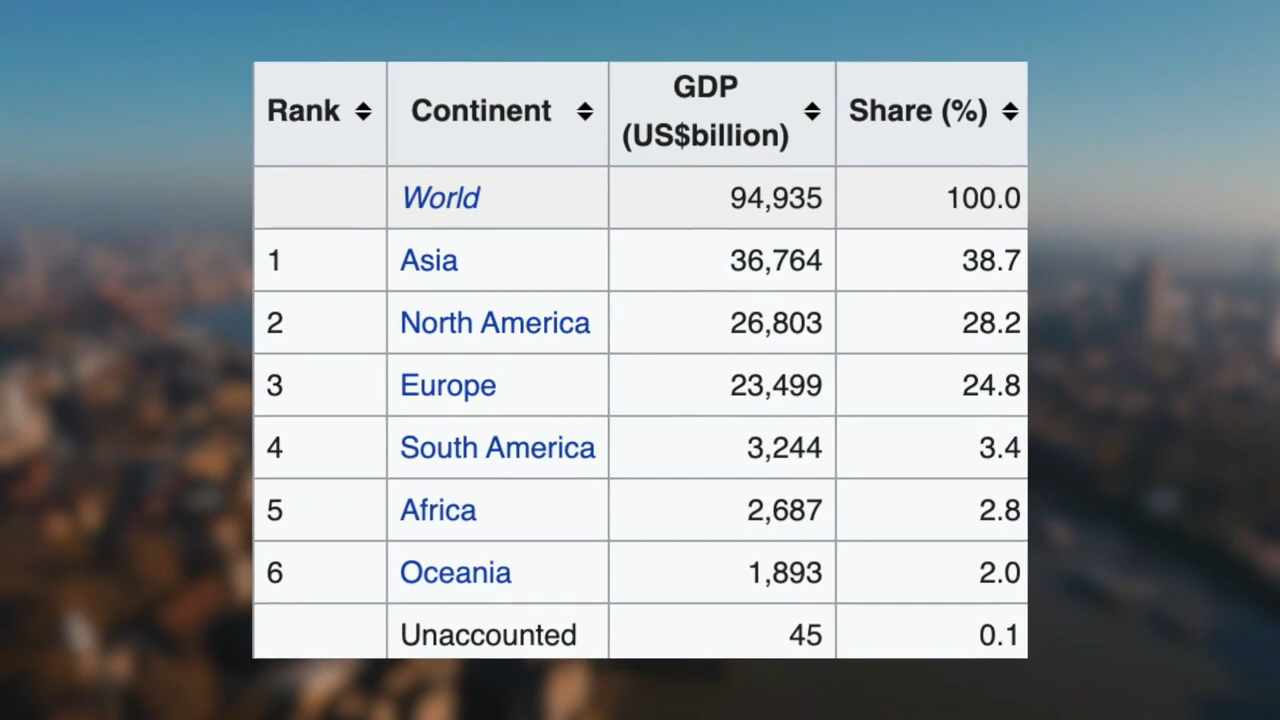 Rank Continent GDP (US$billion) Share (%)
World 94,935 100.0
1 Asia 36,764 38.7
2 North America 26,803 28.2
3 Europe 23,499 24.8
4 South America 3,244 3.4
5 Africa 2,687 2.8
6 Oceania 1,893 2.0
Unaccounted 45 0.1